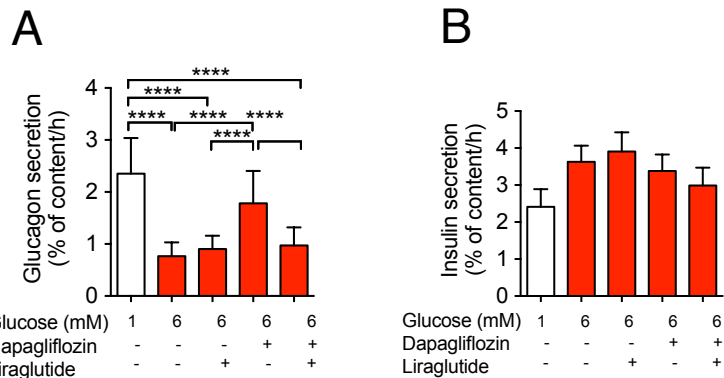 A
B
****
****
****
****
****
****
4
3
2
1
0
Glucagon secretion
(% of content/h)
5
4
3
2
1
0
Insulin secretion
(% of content/h)
Glucose (mM) 1 6 6 6 6
Dapagliflozin - - - + +
Liraglutide - - + - +
Glucose (mM) 1 6 6 6 6
Dapagliflozin - - - + +
Liraglutide - - + - +